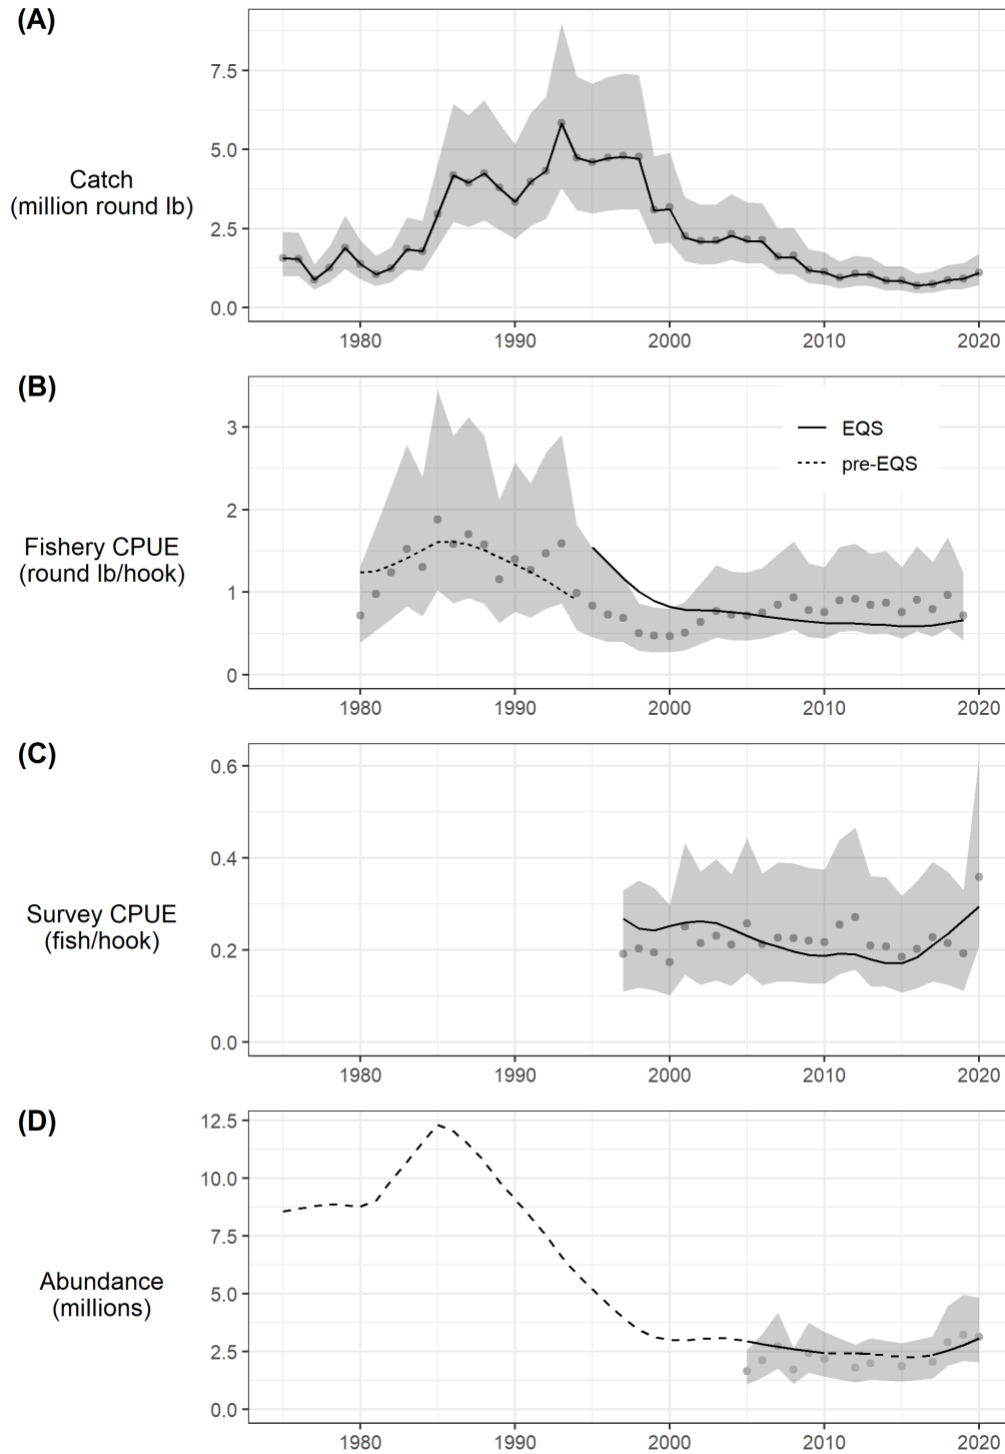 (A)
Catch
(million round lb)
7.5
5.0
2.5
0.0
1980
1990
2000
2010
2020
(B)
Fishery CPUE
(round lb/hook)
3
2
1
0
EQS
pre-EQS
1980
1990
2000
2010
2020
(C)
Survey CPUE
(fish/hook)
0.6
0.4
0.2
0.0
1980
1990
2000
2010
2020
(D)
Abundance
(millions)
12.5
10.0
7.5
5.0
2.5
0.0
1980
1990
2000
2010
2020